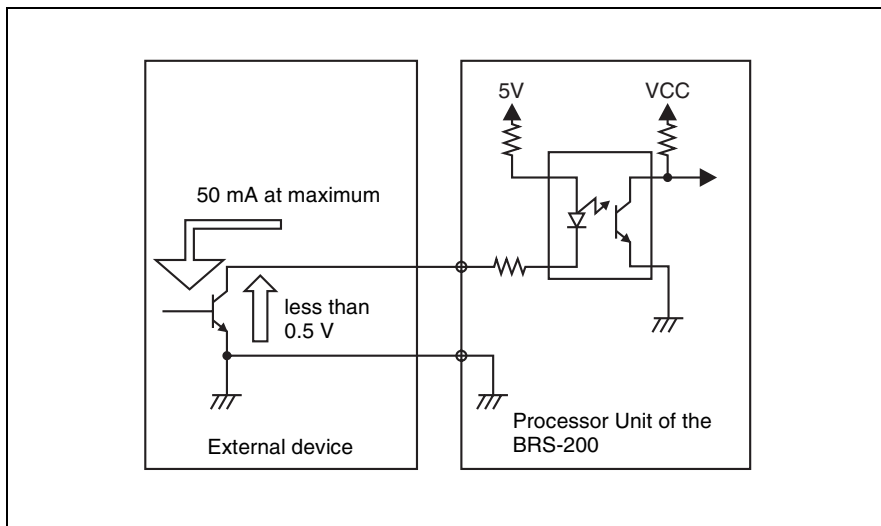 5V
VCC
50 mA at maximum
less than
0.5 V
External device
Processor Unit of the
BRS-200